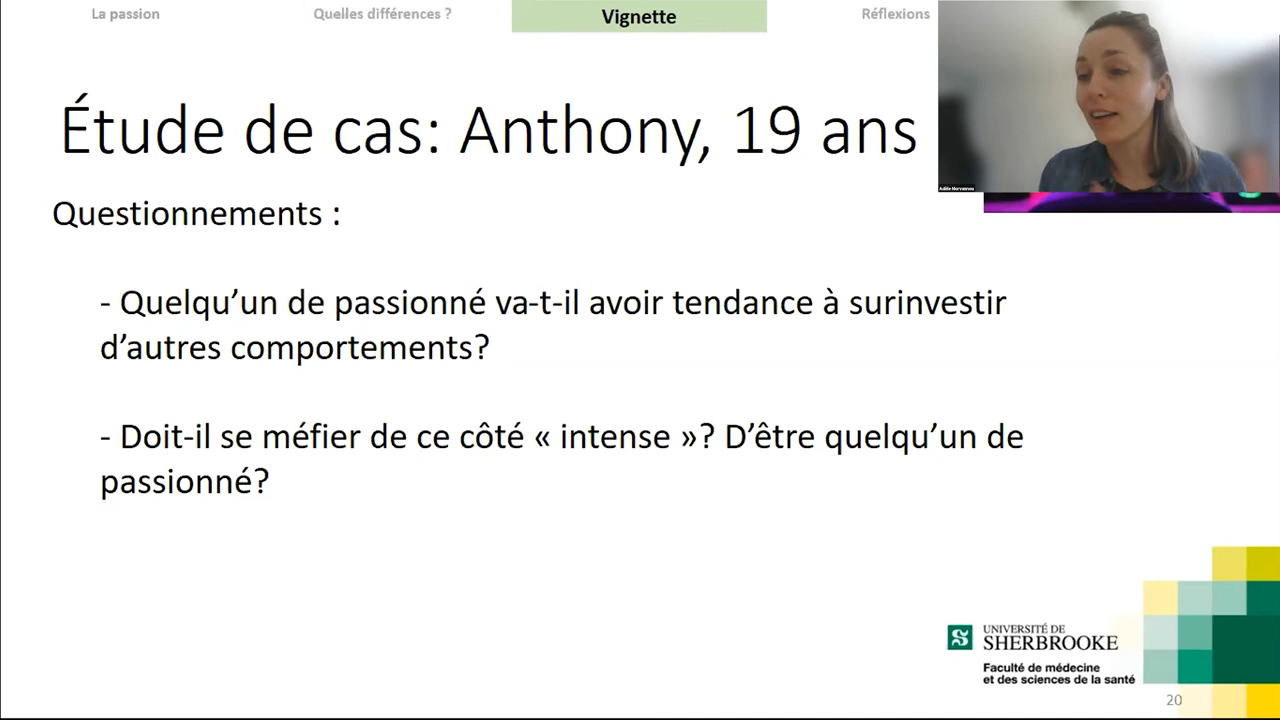 La passion
Quelles différences ?
Vignette
Réflexions
Étude de cas: Anthony, 19 ans
Questionnements :
- Quelqu’un de passionné va-t-il avoir tendance à surinvestir
d’autres comportements?
- Doit-il se méfier de ce côté « intense »? D’être quelqu’un de
passionné?
UNIVERSITÉ DE
SHERBROOKE
Faculté de médecine
et des sciences de la santé
20